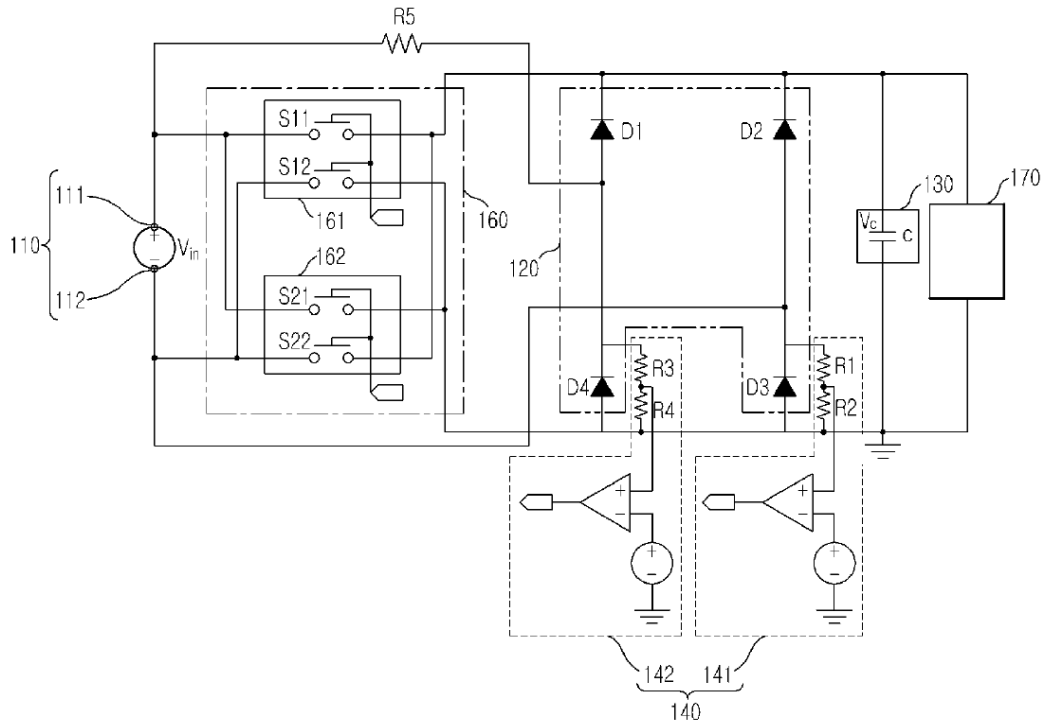 R5
S11
S12
161
160
111
110
112
+
Vin
−
162
S21
S22
D1
D2
120
130
170
Vc
C
D4
R3
R4
D3
R1
R2
+
−
+
−
+
−
+
−
142
141
140